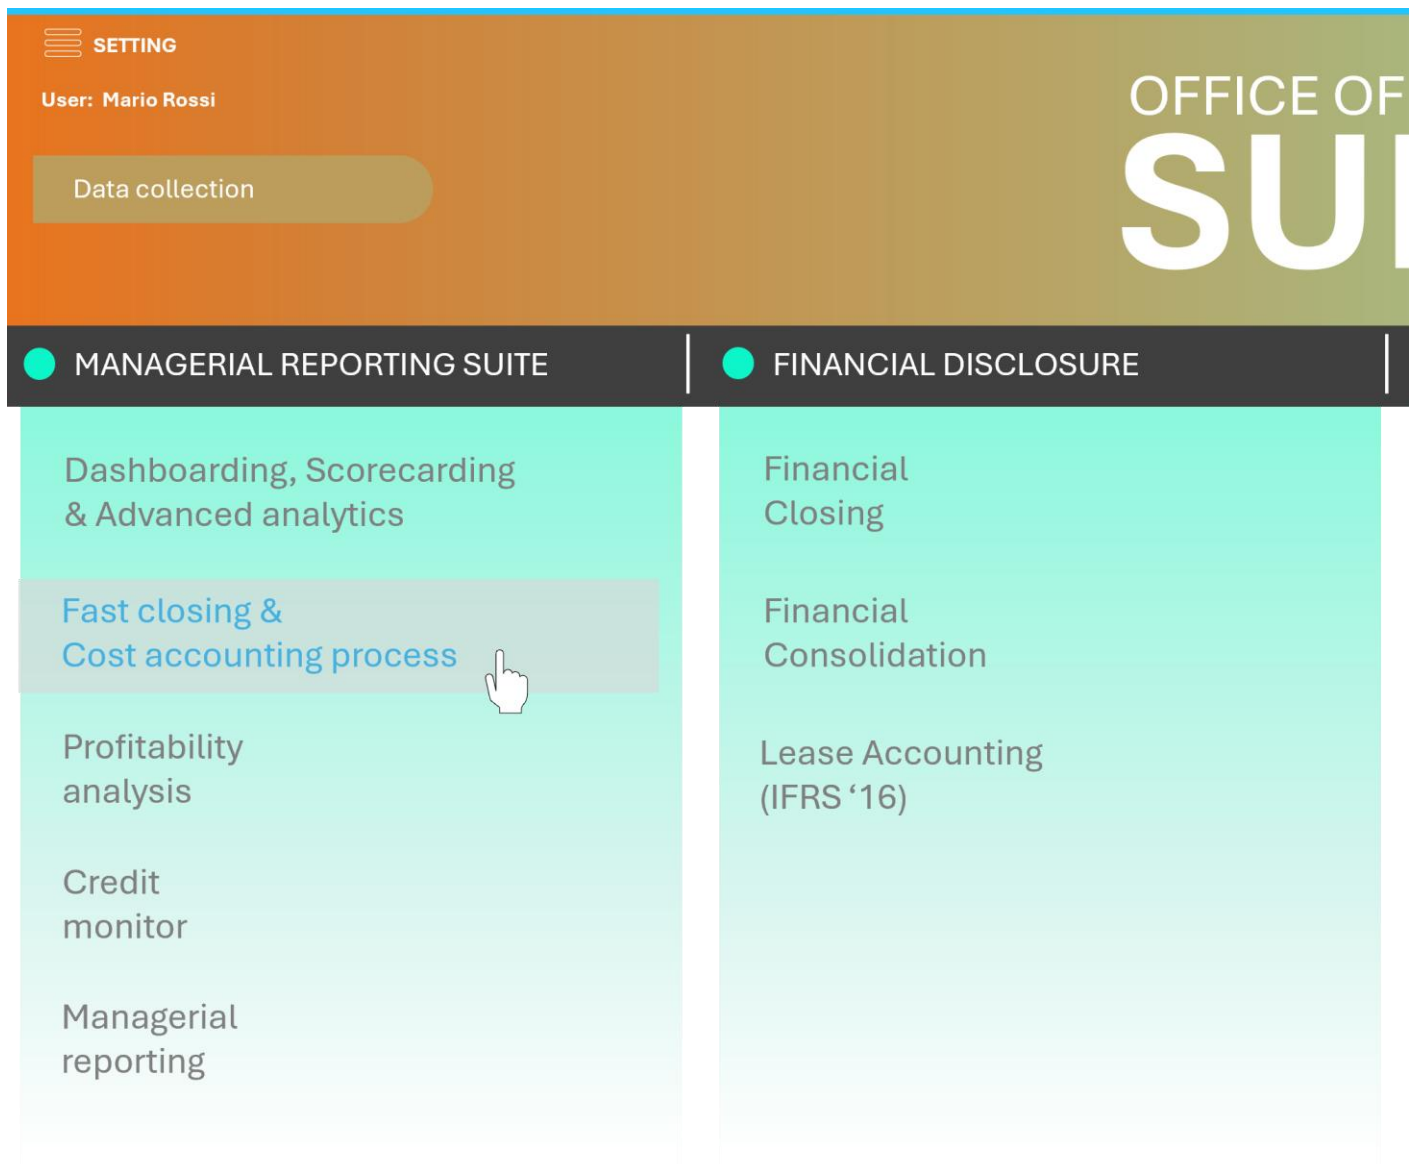 SETTING
User: Mario Rossi
Data collection
OFFICE OF
MANAGERIAL REPORTING SUITE
Dashboarding, Scorecarding
& Advanced analytics
Fast closing &
Cost accounting process
Profitability
analysis
Credit
monitor
Managerial
reporting
FINANCIAL DISCLOSURE
Financial
Closing
Financial
Consolidation
Lease Accounting
(IFRS ‘16)